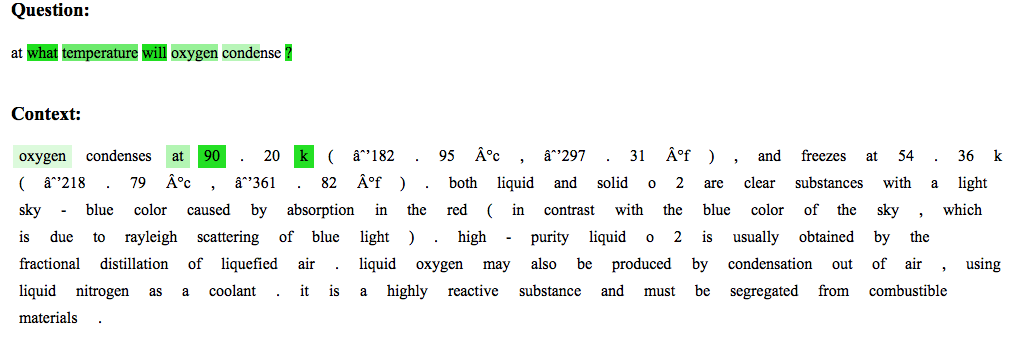 Question:
at what temperature will oxygen condense ?
Context:
oxygen condenses at 90 . 20 k ( âˆ’182 . 95 Â°c , âˆ’297 . 31 Â°f ) , and freezes at 54 . 36 k
( âˆ’218 . 79 Â°c , âˆ’361 . 82 Â°f ) . both liquid and solid o 2 are clear substances with a light
sky - blue color caused by absorption in the red ( in contrast with the blue color of the sky , which
is due to rayleigh scattering of blue light ) . high - purity liquid o 2 is usually obtained by the
fractional distillation of liquefied air . liquid oxygen may also be produced by condensation out of air , using
liquid nitrogen as a coolant . it is a highly reactive substance and must be segregated from combustible
materials .